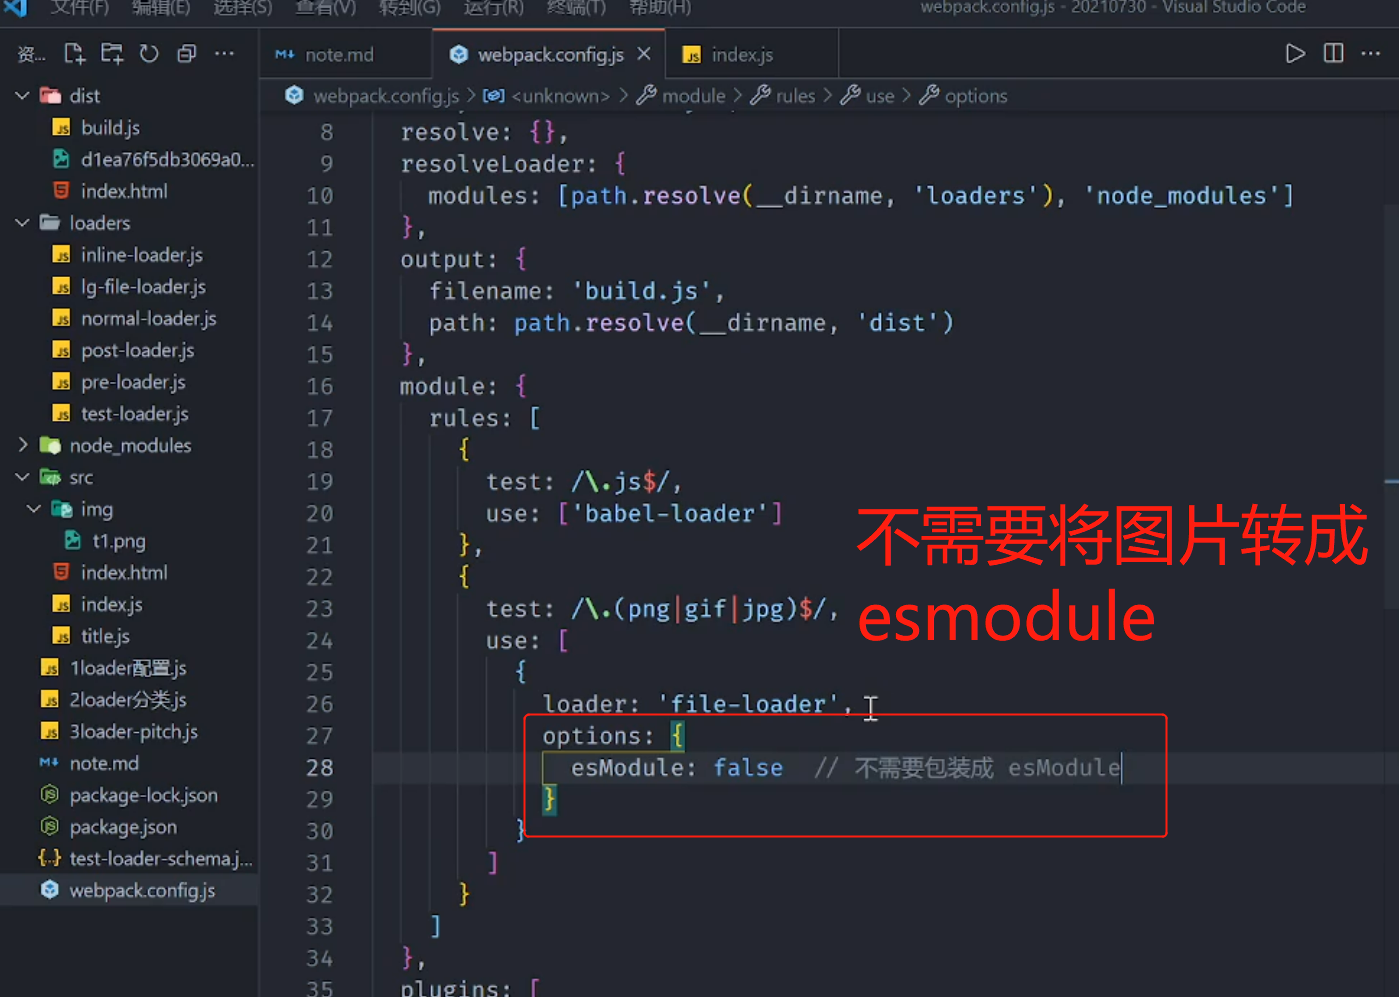 文件(F) 编辑(E) 选择(S) 查看(V) 转到(G) 运行(R) 终端(T) 帮助(H) webpack.config.js - 20210730 - Visual Studio Code
资... note.md webpack.config.js index.js
webpack.config.js > <unknown> > module > rules > use > options
dist
build.js
d1ea76f5db3069a0...
index.html
loaders
inline-loader.js
lg-file-loader.js
normal-loader.js
post-loader.js
pre-loader.js
test-loader.js
node_modules
src
img
t1.png
index.html
index.js
title.js
1loader配置.js
2loader分类.js
3loader-pitch.js
note.md
package-lock.json
package.json
test-loader-schema.j...
webpack.config.js
8 resolve: {},
9 resolveLoader: {
10 modules: [path.resolve(__dirname, 'loaders'), 'node_modules']
11 },
12 output: {
13 filename: 'build.js',
14 path: path.resolve(__dirname, 'dist')
15 },
16 module: {
17 rules: [
18 {
19 test: /\.js$/,
20 use: ['babel-loader']
21 },
22 {
23 test: /\.(png|gif|jpg)$/,
24 use: [
25 {
26 loader: 'file-loader',
27 options: {
28 esModule: false // 不需要包装成 esModule
29 }
30 }
31 ]
32 }
33 ]
34 },
35 plugins: [
不需要将图片转成
esmodule